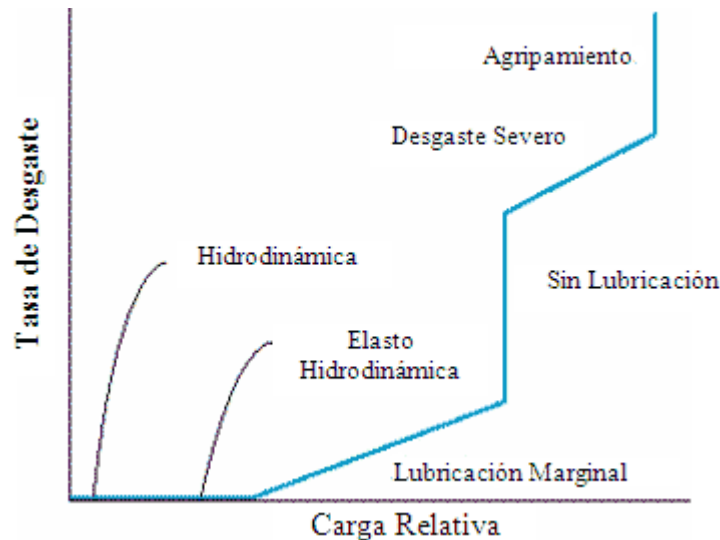 Agripamiento
Desgaste Severo
Tasa de Desgaste
Hidrodinámica
Sin Lubricación
Elasto
Hidrodinámica
Lubricación Marginal
Carga Relativa